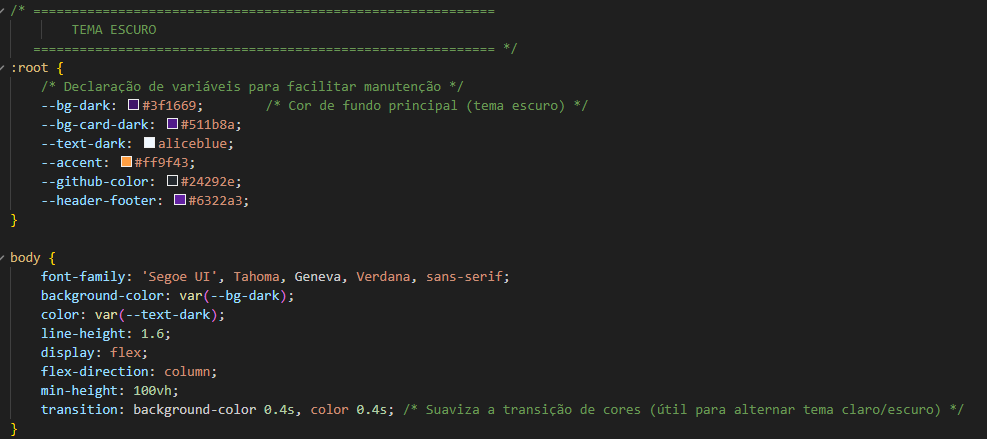 /* ============================================================
TEMA ESCURO
============================================================ */
:root {
/* Declaração de variáveis para facilitar manutenção */
--bg-dark: #3f1669; /* Cor de fundo principal (tema escuro) */
--bg-card-dark: #511b8a;
--text-dark: aliceblue;
--accent: #ff9f43;
--github-color: #24292e;
--header-footer: #6322a3;
}
body {
font-family: 'Segoe UI', Tahoma, Geneva, Verdana, sans-serif;
background-color: var(--bg-dark);
color: var(--text-dark);
line-height: 1.6;
display: flex;
flex-direction: column;
min-height: 100vh;
transition: background-color 0.4s, color 0.4s; /* Suaviza a transição de cores (útil para alternar tema claro/escuro) */
}